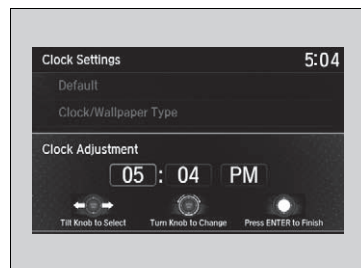 Clock Settings 5:04
Default
Clock/Wallpaper Type
Clock Adjustment
05 : 04 PM
Tilt Knob to Select Turn Knob to Change Press ENTER to Finish